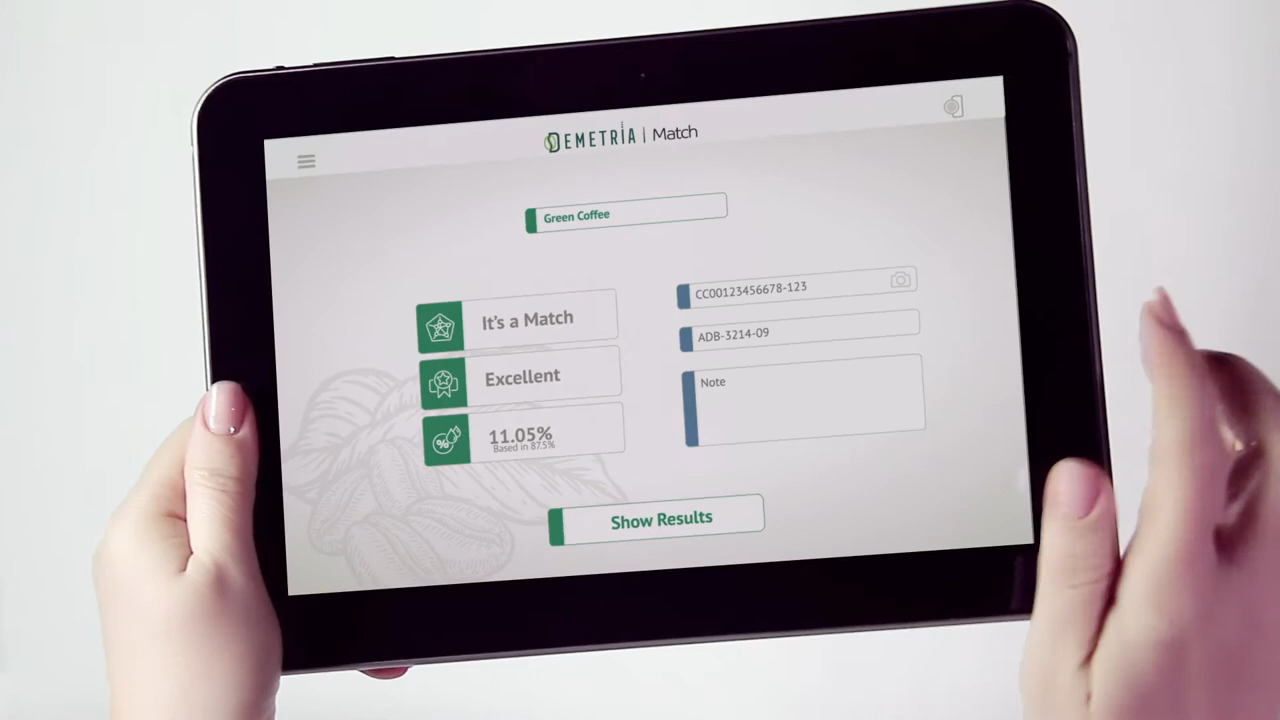 DEMETRIA | Match
Green Coffee
It's a Match
Excellent
11.05%
Based in 87.5%
CC00123456678-123
ADB-3214-09
Note
Show Results